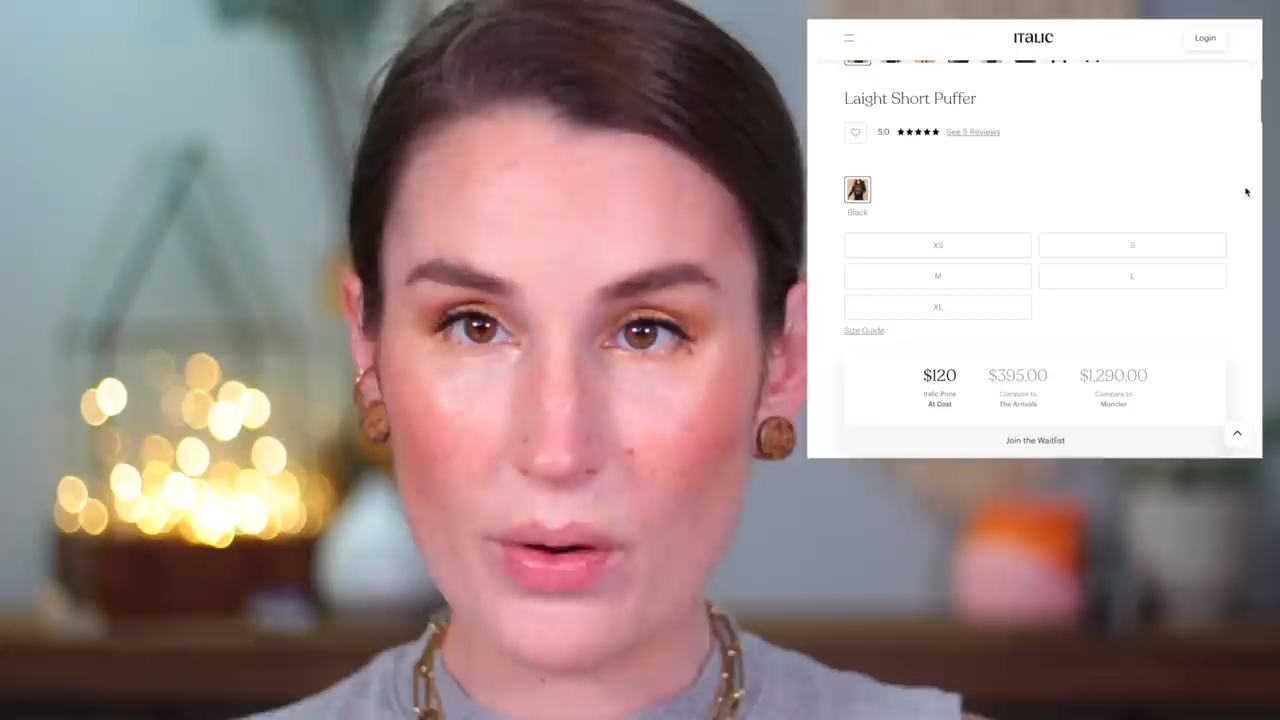 ITALIC
Login
Laight Short Puffer
5.0 ★★★★★ See 5 Reviews
Black
XS
S
M
L
XL
Size Guide
$120 $395.00 $1,290.00
Italic Price Compare to Compare to
At Cost The Arrivals Moncler
Join the Waitlist